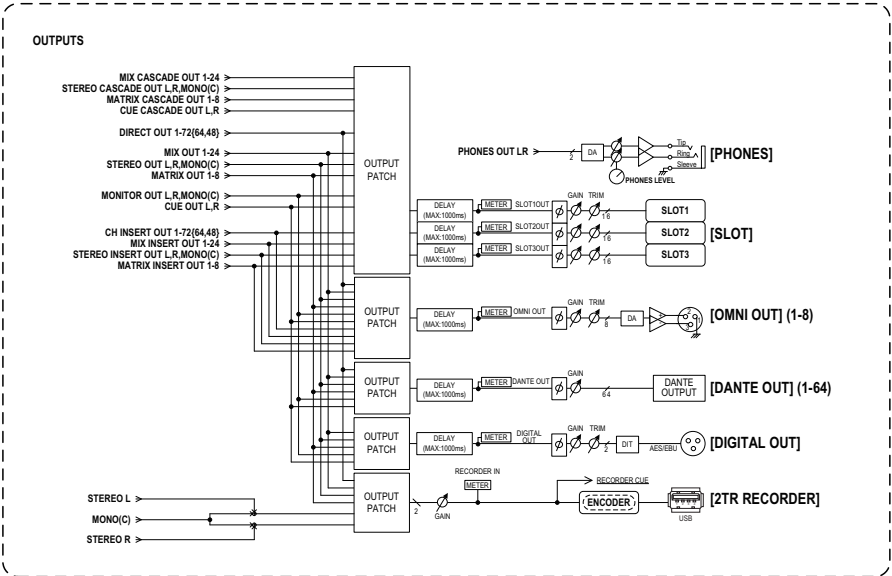 OUTPUTS
MIX CASCADE OUT 1-24
STEREO CASCADE OUT L,R,MONO(C)
MATRIX CASCADE OUT 1-8
CUE CASCADE OUT L,R
DIRECT OUT 1-72{64,48}
MIX OUT 1-24
STEREO OUT L,R,MONO(C)
MATRIX OUT 1-8
MONITOR OUT L,R,MONO(C)
CUE OUT L,R
CH INSERT OUT 1-72{64,48}
MIX INSERT OUT 1-24
STEREO INSERT OUT L,R,MONO(C)
MATRIX INSERT OUT 1-8
OUTPUT
PATCH
PHONES OUT LR
2
DA
Tip
Ring
Sleeve
PHONES LEVEL
[PHONES]
GAIN TRIM
DELAY
(MAX:1000ms)
METER SLOT1OUT
ϕ
16
SLOT1
DELAY
(MAX:1000ms)
METER SLOT2OUT
ϕ
16
SLOT2
[SLOT]
DELAY
(MAX:1000ms)
METER SLOT3OUT
ϕ
16
SLOT3
OUTPUT
PATCH
DELAY
(MAX:1000ms)
METER OMNI OUT
GAIN TRIM
ϕ
8
DA
[OMNI OUT] (1-8)
OUTPUT
PATCH
DELAY
(MAX:1000ms)
METER DANTE OUT
GAIN
ϕ
64
DANTE
OUTPUT
[DANTE OUT] (1-64)
OUTPUT
PATCH
DELAY
(MAX:1000ms)
METER DIGITAL
OUT
GAIN TRIM
ϕ
2
DIT
AES/EBU
[DIGITAL OUT]
STEREO L
MONO(C)
STEREO R
OUTPUT
PATCH
2
GAIN
RECORDER IN
METER
RECORDER CUE
ENCODER
USB
[2TR RECORDER]